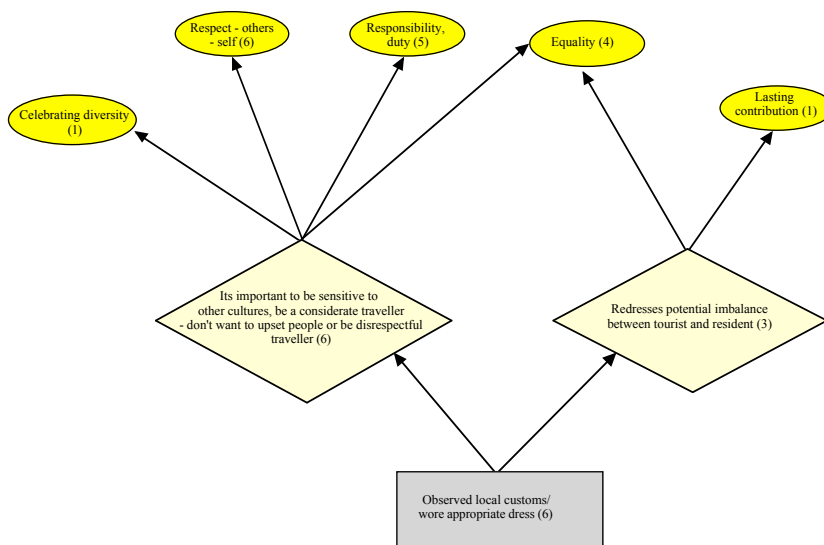 Respect - others
- self (6)
Responsibility,
duty (5)
Equality (4)
Celebrating diversity
(1)
Lasting
contribution (1)
Its important to be sensitive to
other cultures, be a considerate traveller
- don't want to upset people or be disrespectful
traveller (6)
Redresses potential imbalance
between tourist and resident (3)
Observed local customs/
wore appropriate dress (6)